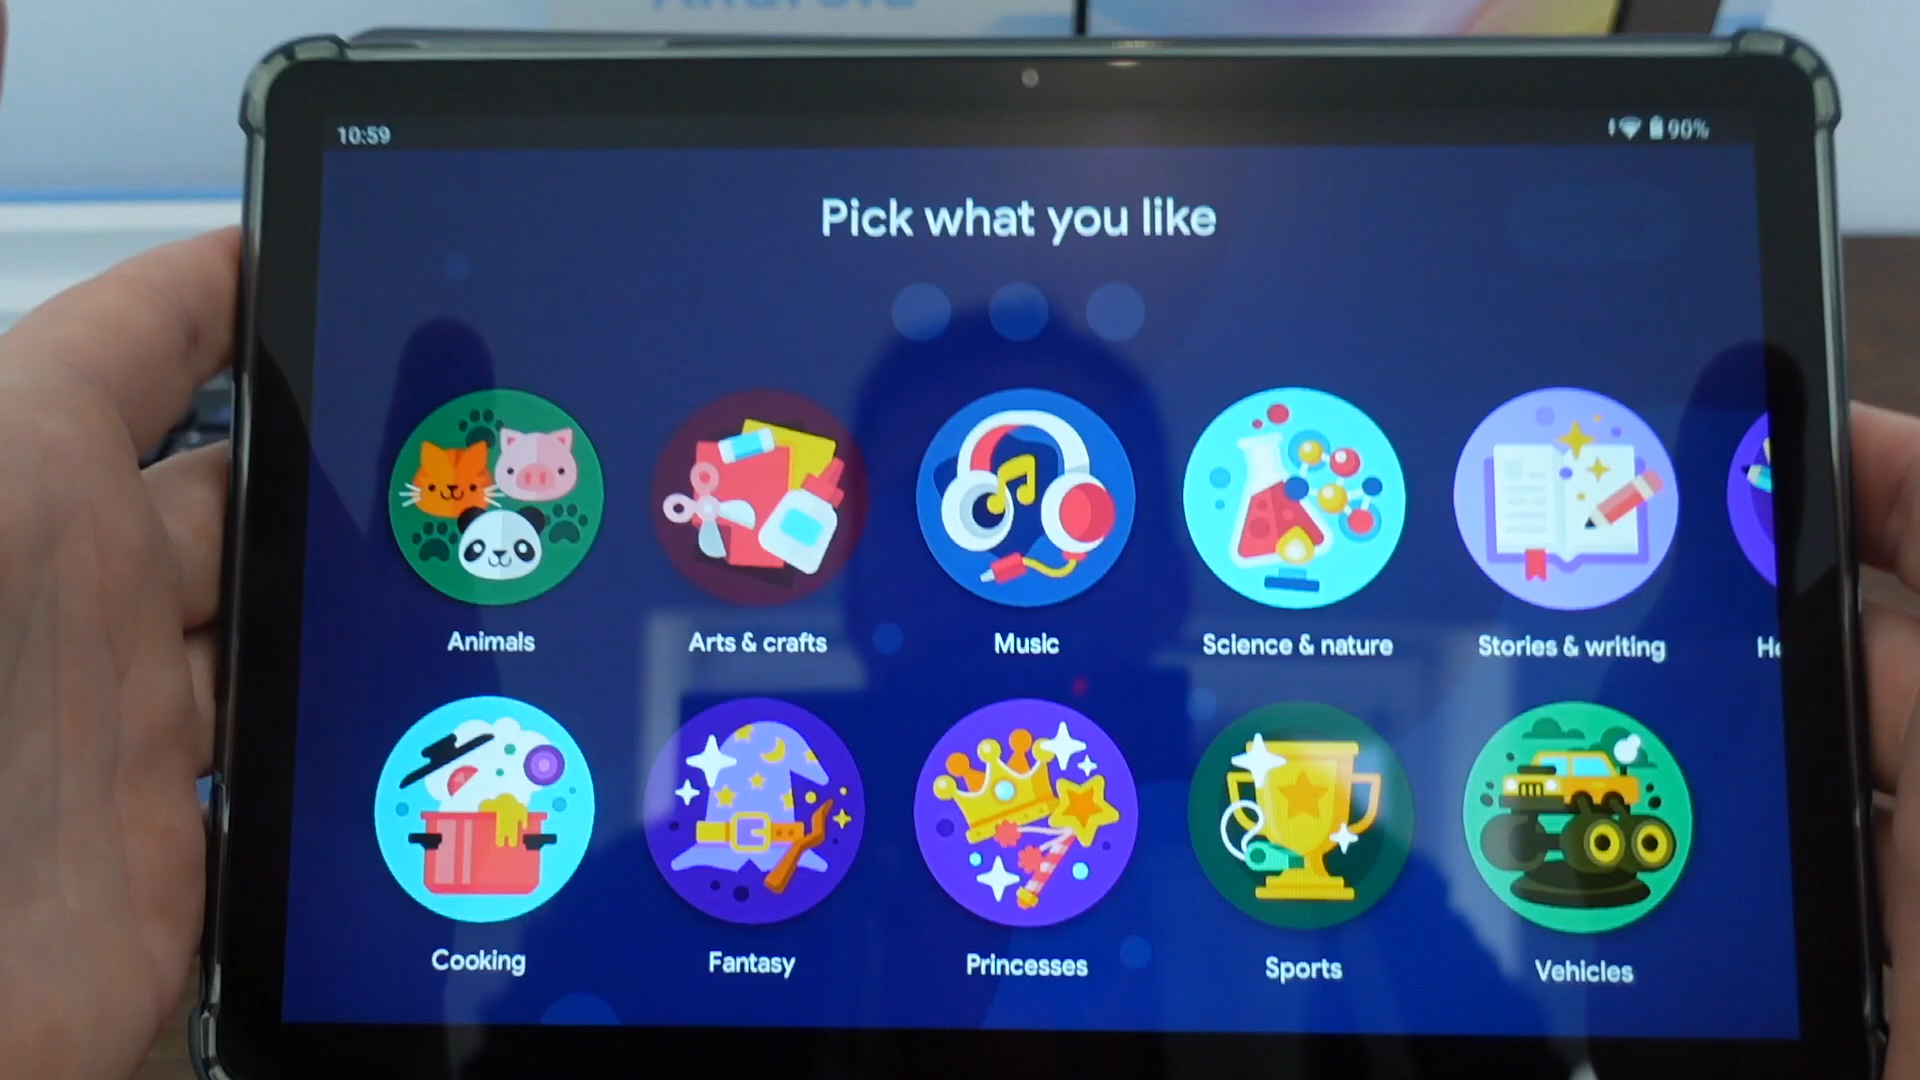 Android
10:59
90%
Pick what you like
Animals
Arts & crafts
Music
Science & nature
Stories & writing
Cooking
Fantasy
Princesses
Sports
Vehicles